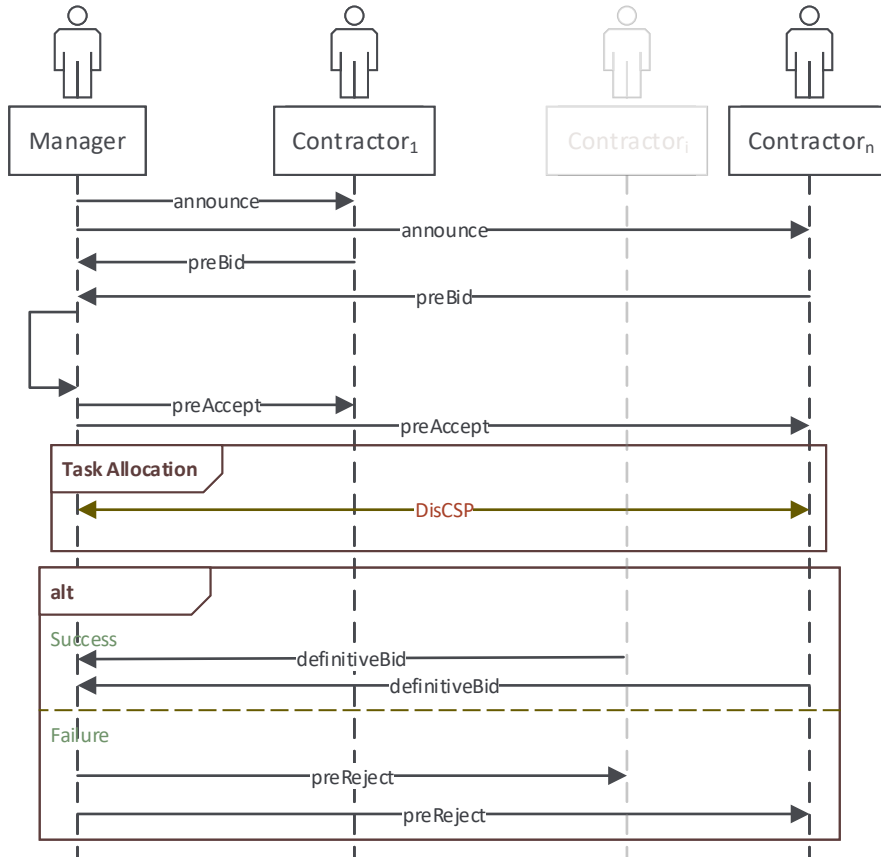 Manager
Contractor₁
Contractorᵢ
Contractorₙ
announce
announce
preBid
preBid
preAccept
preAccept
Task Allocation
DisCSP
alt
Success
definitiveBid
definitiveBid
Failure
preReject
preReject